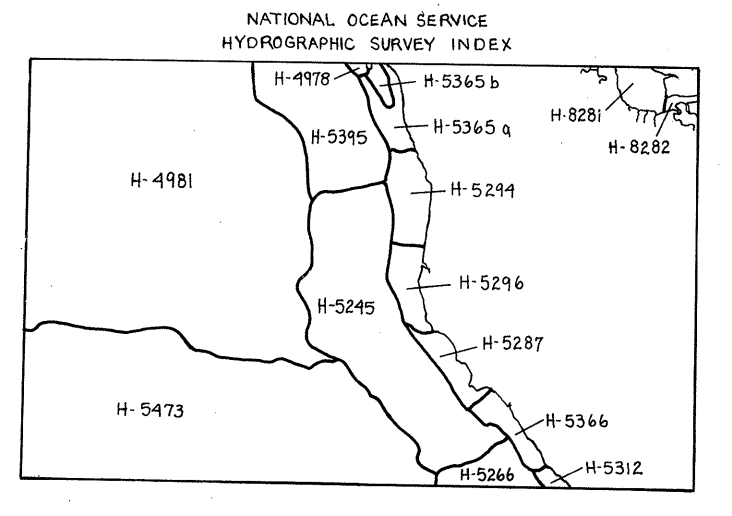 NATIONAL OCEAN SERVICE
HYDROGRAPHIC SURVEY INDEX
H-4978
H-5365 b
H-8281
H-5365 a
H-5395
H-8282
H-4981
H-5294
H-5296
H-5245
H-5287
H-5473
H-5366
H-5266
H-5312